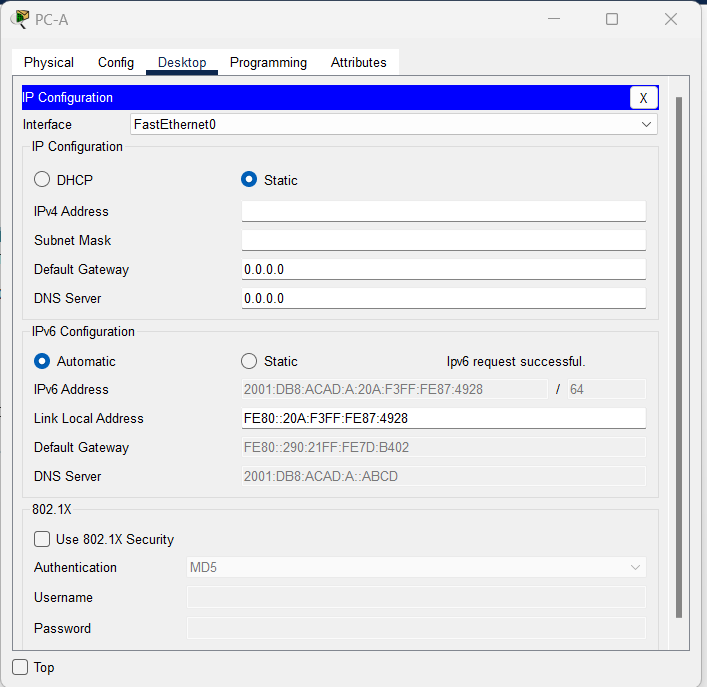 PC-A
Physical Config Desktop Programming Attributes
IP Configuration X
Interface FastEthernet0
IP Configuration
DHCP Static
IPv4 Address
Subnet Mask
Default Gateway 0.0.0.0
DNS Server 0.0.0.0
IPv6 Configuration
Automatic Static Ipv6 request successful.
IPv6 Address 2001:DB8:ACAD:A:20A:F3FF:FE87:4928 / 64
Link Local Address FE80::20A:F3FF:FE87:4928
Default Gateway FE80::290:21FF:FE7D:B402
DNS Server 2001:DB8:ACAD:A::ABCD
802.1X
Use 802.1X Security
Authentication MD5
Username
Password
Top